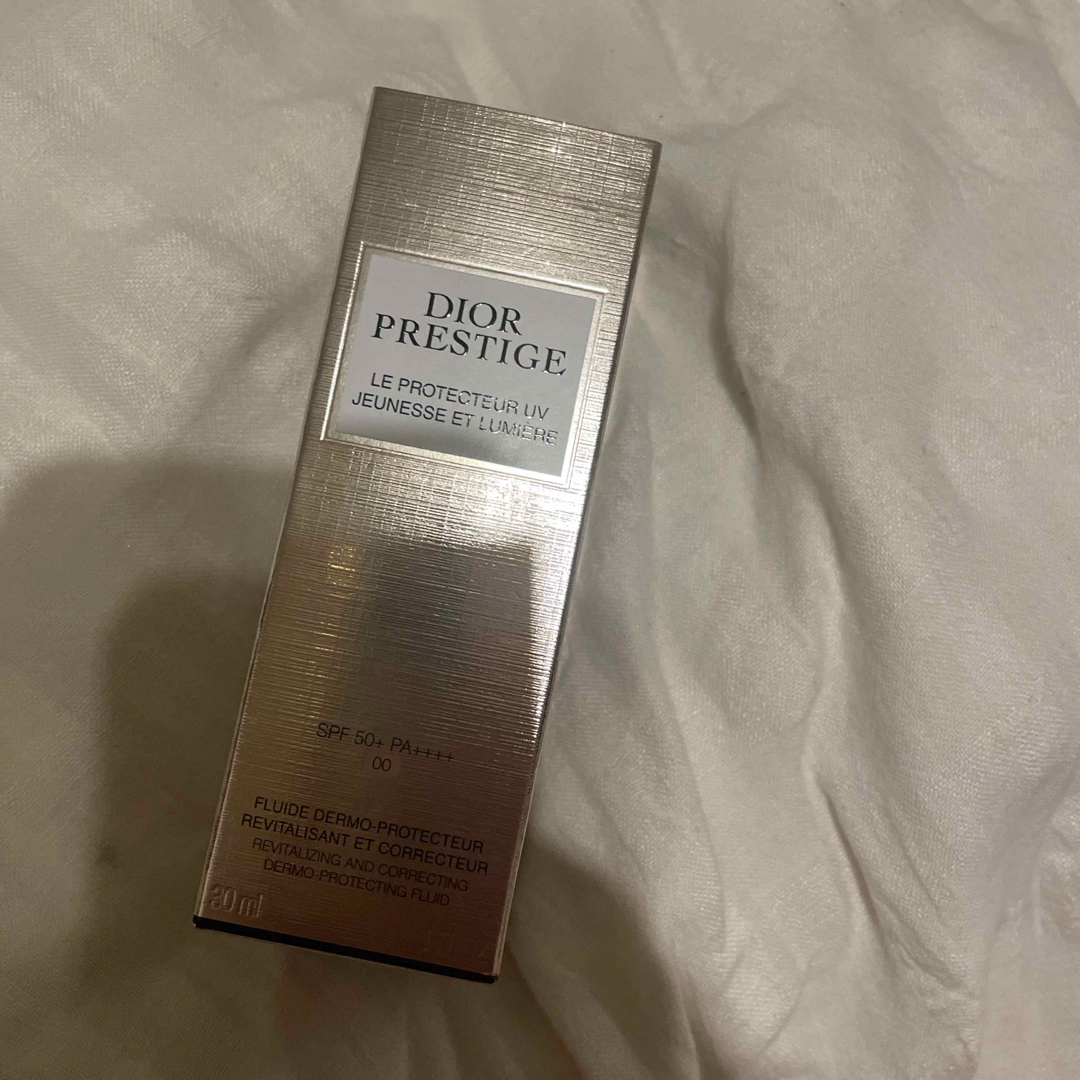 DIOR
PRESTIGE
LE PROTECTEUR UV
JEUNESSE ET LUMIÈRE
SPF 50+ PA++++
00
FLUIDE DERMO-PROTECTEUR
REVITALISANT ET CORRECTEUR
REVITALIZING AND CORRECTING
DERMO-PROTECTING FLUID
30 ml